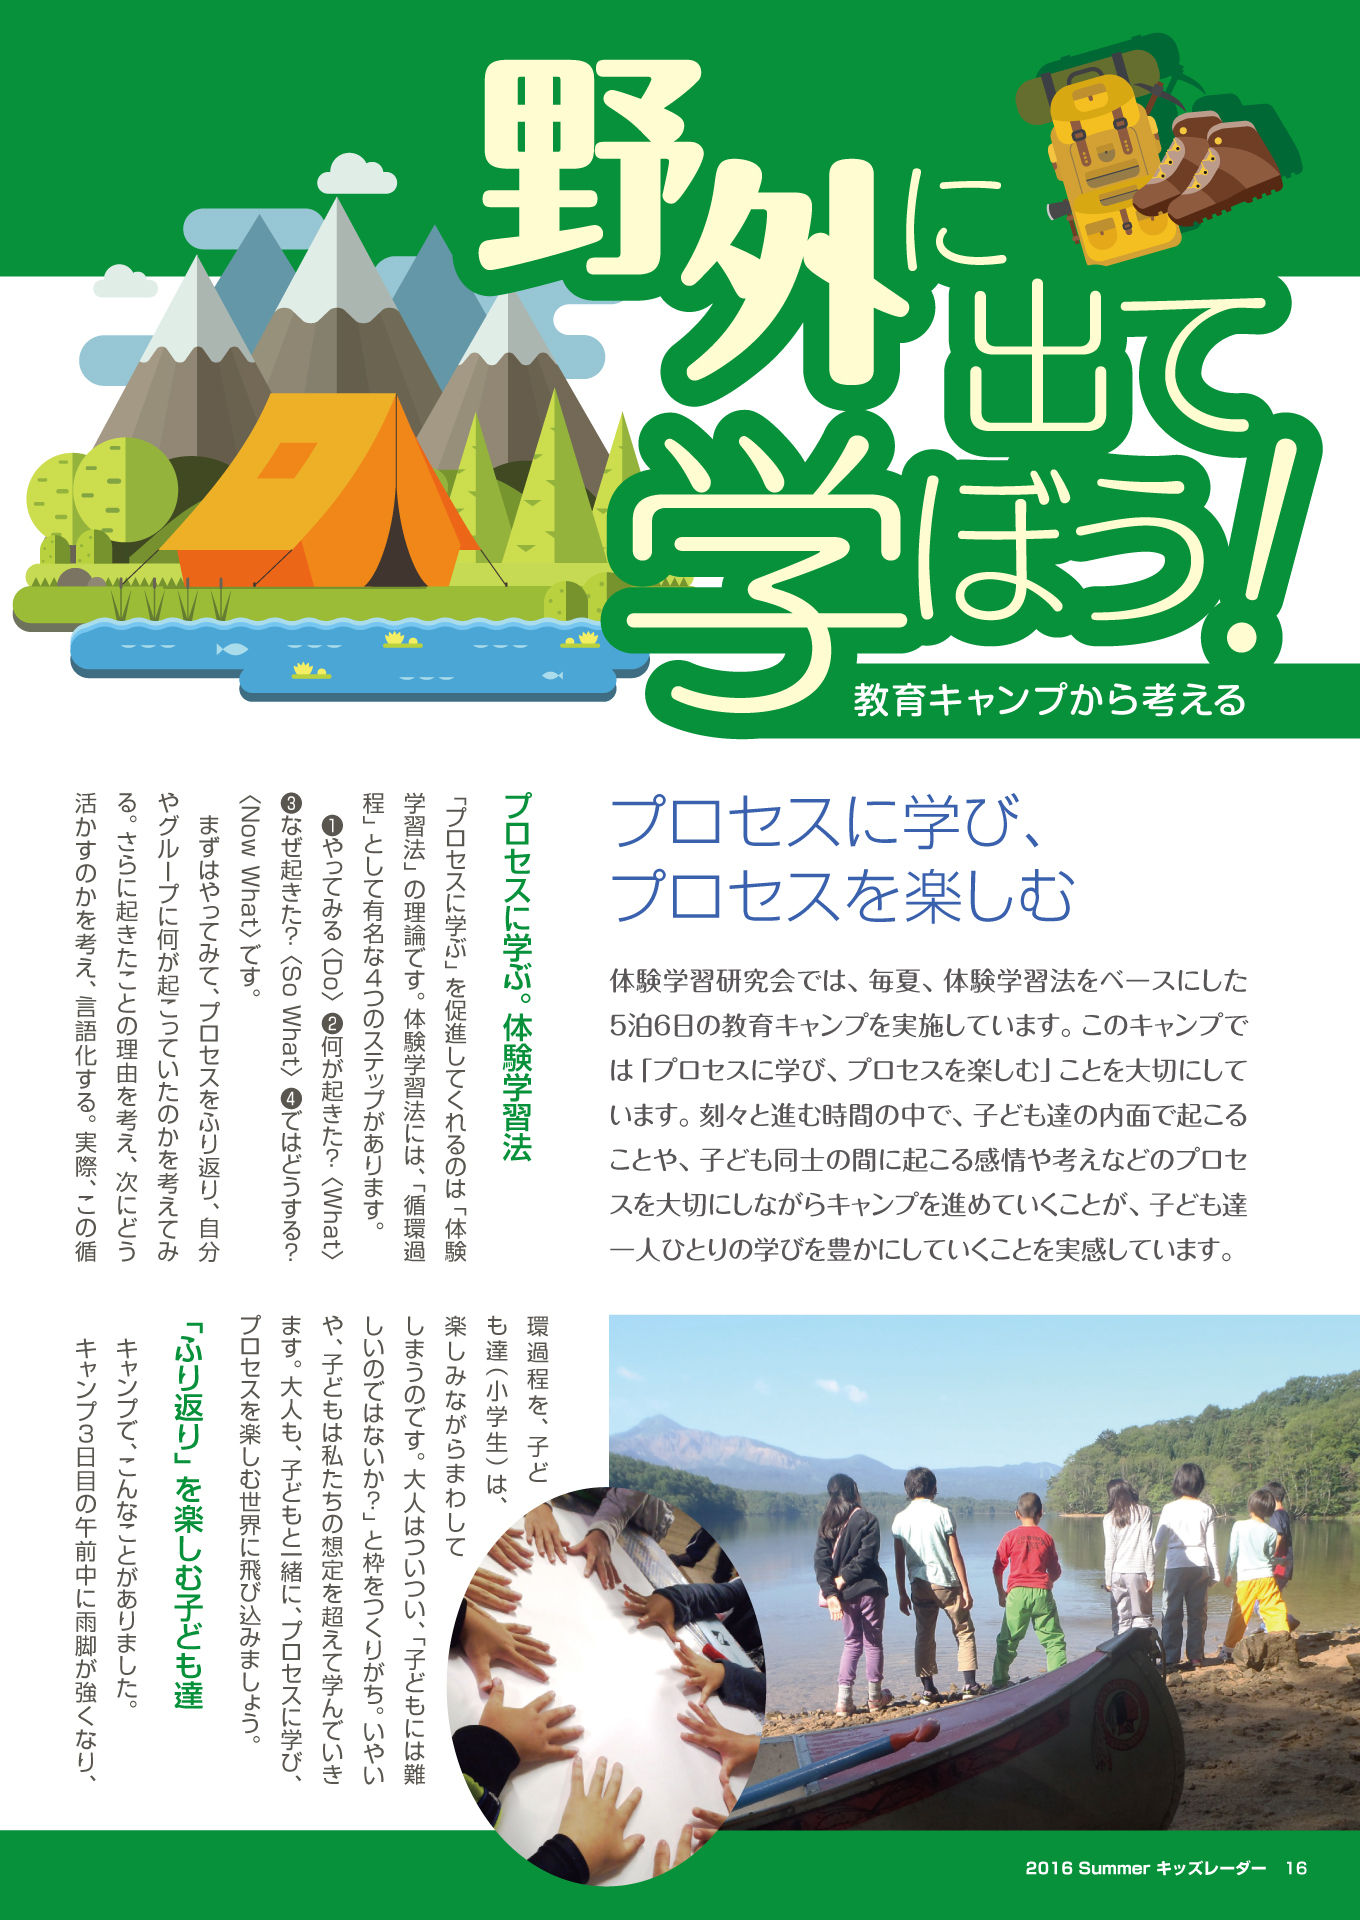 野外に
出て
学ぼう!
教育キャンプから考える
プロセスに学び、
プロセスを楽しむ
体験学習研究会では、毎夏、体験学習法をベースにした
5泊6日の教育キャンプを実施しています。このキャンプで
は「プロセスに学び、プロセスを楽しむ」ことを大切にして
います。刻々と進む時間の中で、子ども達の内面で起こる
ことや、子ども同士の間に起こる感情や考えなどのプロセ
スを大切にしながらキャンプを進めていくことが、子ども達
一人ひとりの学びを豊かにしていくことを実感しています。
プロセスに学ぶ。体験学習法
「プロセスに学ぶ」を促進してくれるのは「体験
学習法」の理論です。体験学習法には、「循環過
程」として有名な4つのステップがあります。
❶やってみる〈Do〉❷何が起きた?〈What〉
❸なぜ起きた?〈So What〉❹ではどうする?
〈Now What〉です。
まずはやってみて、プロセスをふり返り、自分
やグループに何が起こっていたのかを考えてみ
る。さらに起きたことの理由を考え、次にどう
活かすのかを考え、言語化する。実際、この循
環過程を、子ど
も達(小学生)は、
楽しみながらまわして
しまうのです。大人はついつい、「子どもには難
しいのではないか?」と枠をつくりがち。いやい
や、子どもは私たちの想定を超えて学んでいき
ます。大人も、子どもと一緒に、プロセスに学び、
プロセスを楽しむ世界に飛び込みましょう。
「ふり返り」を楽しむ子ども達
キャンプで、こんなことがありました。
キャンプ3日目の午前中に雨脚が強くなり、
2016 Summer キッズレーダー 16